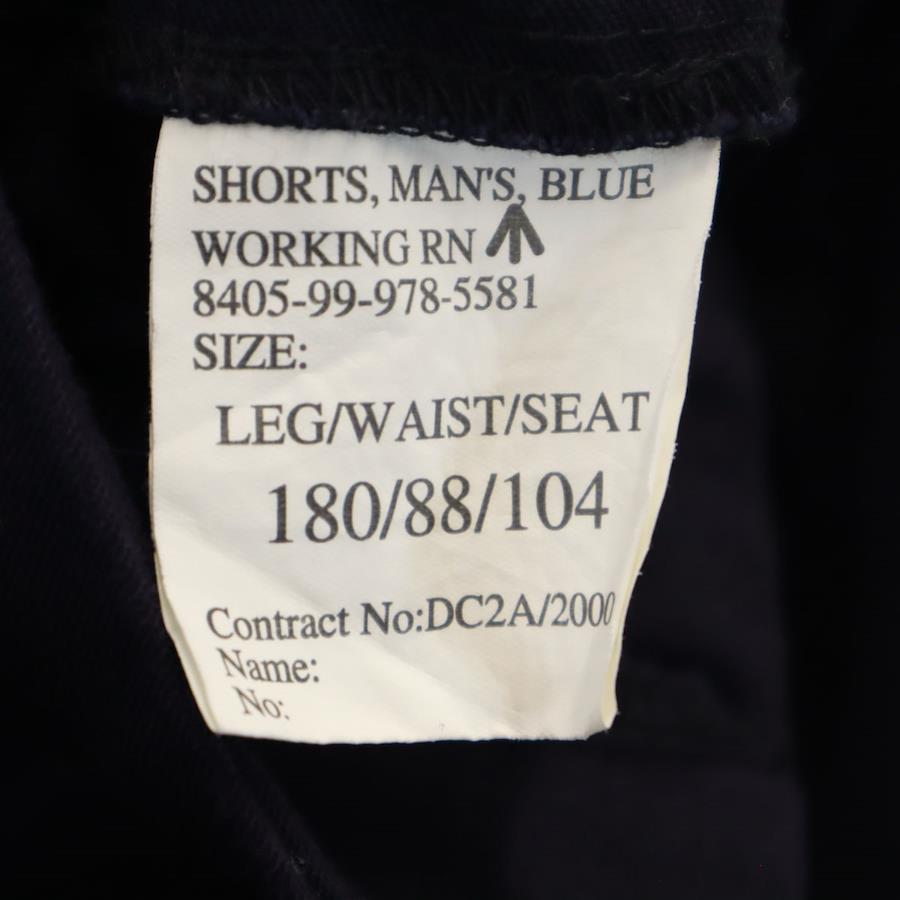 SHORTS, MAN'S, BLUE
WORKING RN
8405-99-978-5581
SIZE:
LEG/WAIST/SEAT
180/88/104
Contract No:DC2A/2000
Name:
No: